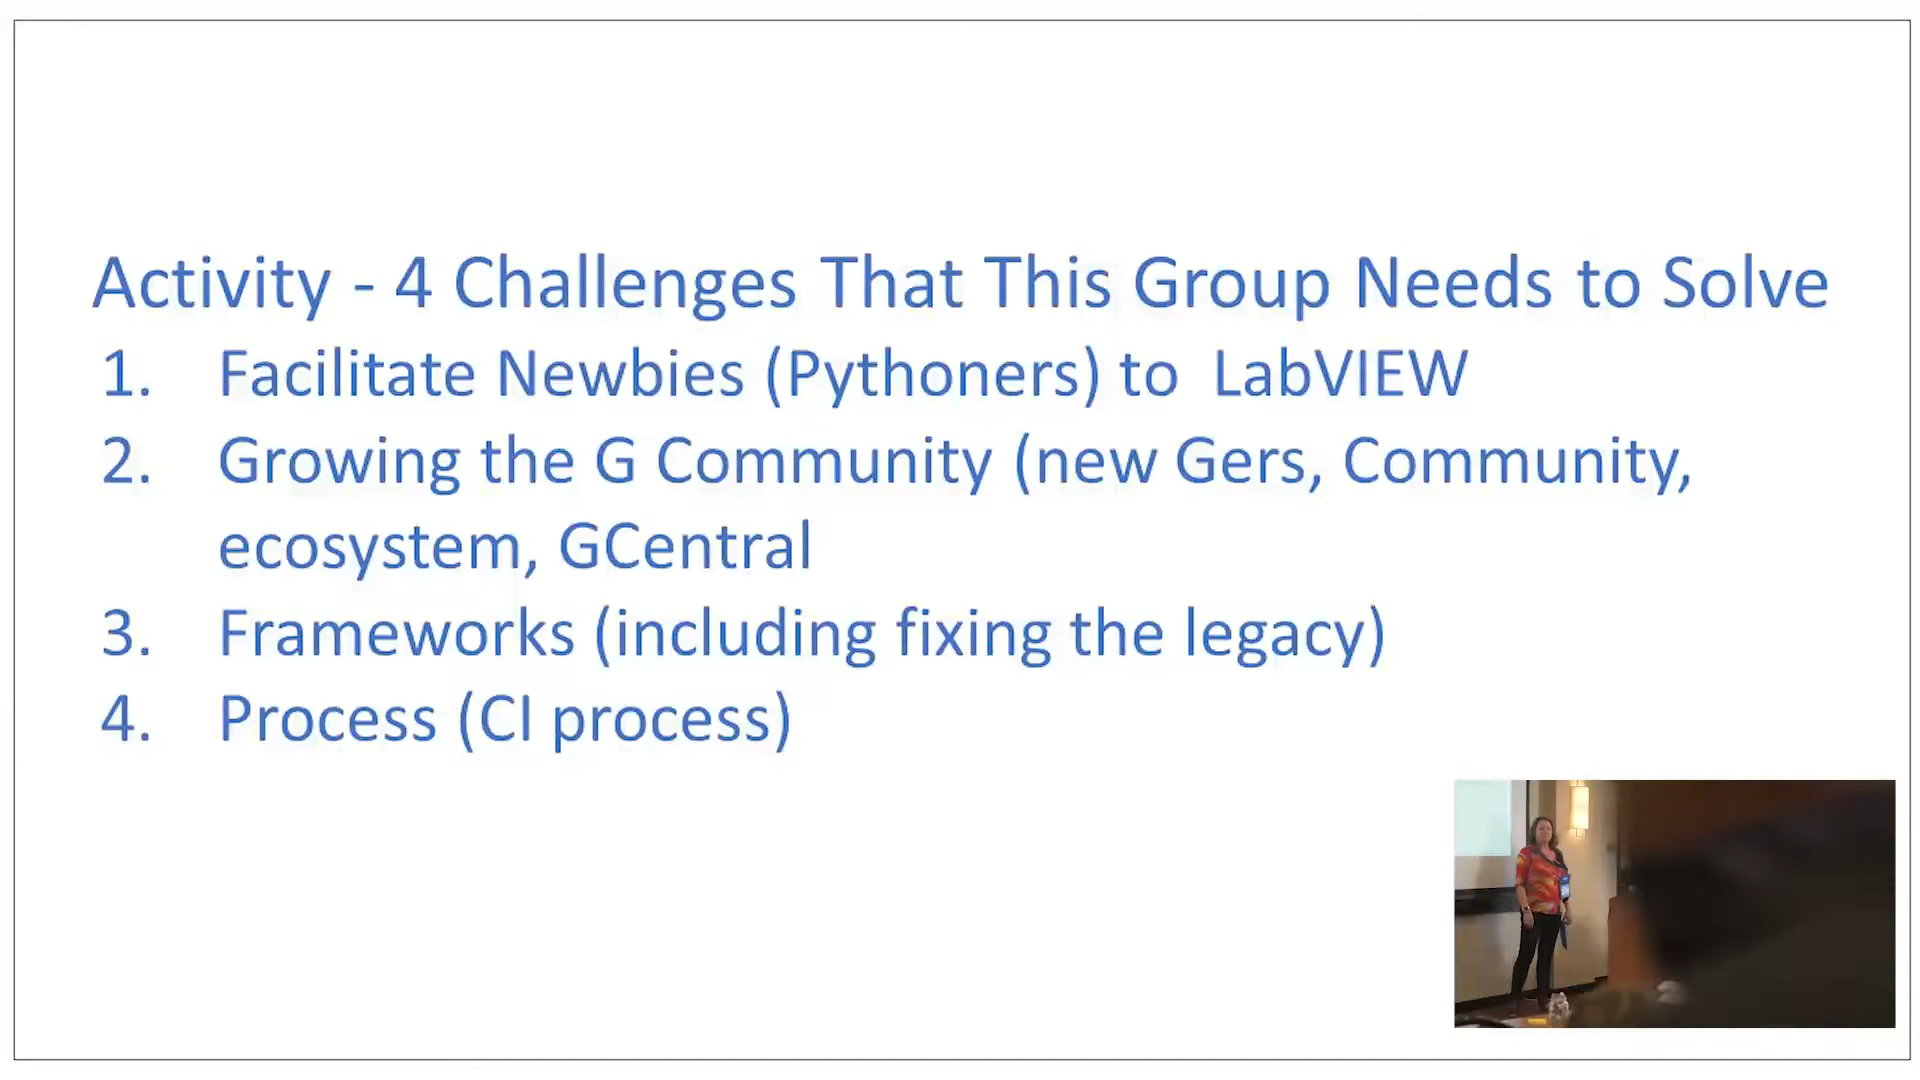 Activity - 4 Challenges That This Group Needs to Solve
1. Facilitate Newbies (Pythoners) to LabVIEW
2. Growing the G Community (new Gers, Community,
ecosystem, GCentral
3. Frameworks (including fixing the legacy)
4. Process (CI process)